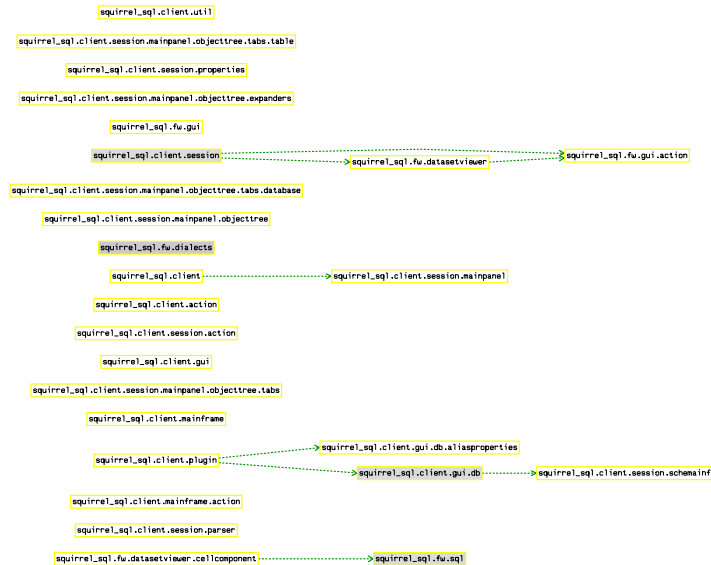 squirrel_sql.client.util
squirrel_sql.client.session.mainpanel.objecttree.tabs.table
squirrel_sql.client.session.properties
squirrel_sql.client.session.mainpanel.objecttree.expanders
squirrel_sql.fw.gui
squirrel_sql.client.session
squirrel_sql.fw.datasetviewer
squirrel_sql.fw.gui.action
squirrel_sql.client.session.mainpanel.objecttree.tabs.database
squirrel_sql.client.session.mainpanel.objecttree
squirrel_sql.fw.dialects
squirrel_sql.client
squirrel_sql.client.session.mainpanel
squirrel_sql.client.action
squirrel_sql.client.session.action
squirrel_sql.client.gui
squirrel_sql.client.session.mainpanel.objecttree.tabs
squirrel_sql.client.mainframe
squirrel_sql.client.plugin
squirrel_sql.client.gui.db.aliasproperties
squirrel_sql.client.gui.db
squirrel_sql.client.session.schemainf
squirrel_sql.client.mainframe.action
squirrel_sql.client.session.parser
squirrel_sql.fw.datasetviewer.cellcomponent
squirrel_sql.fw.sql